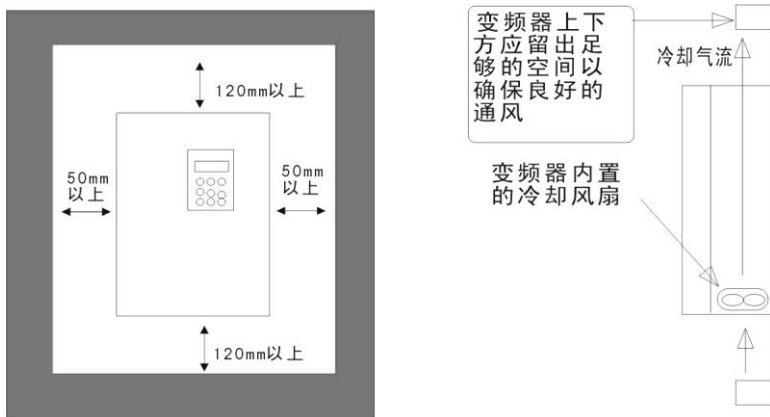 120mm以上
50mm
以上
50mm
以上
120mm以上
变频器上下
方应留出足
够的空间以
确保良好的
通风
冷却气流
变频器内置
的冷却风扇